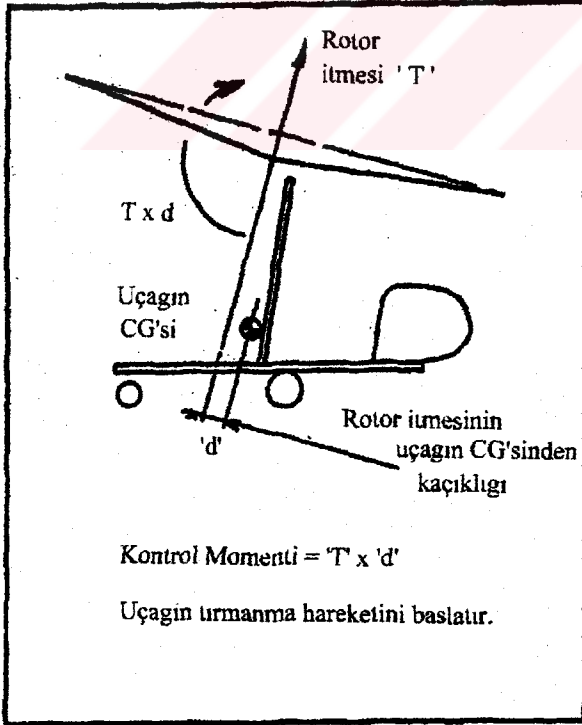 Rotor
itmesi 'T'
T x d
Uçagın
CG'si
'd'
Rotor itmesinin
uçagın CG'sinden
kaçıklıgı
Kontrol Momenti = 'T' x 'd'
Uçagın tırmanma hareketini baslatır.